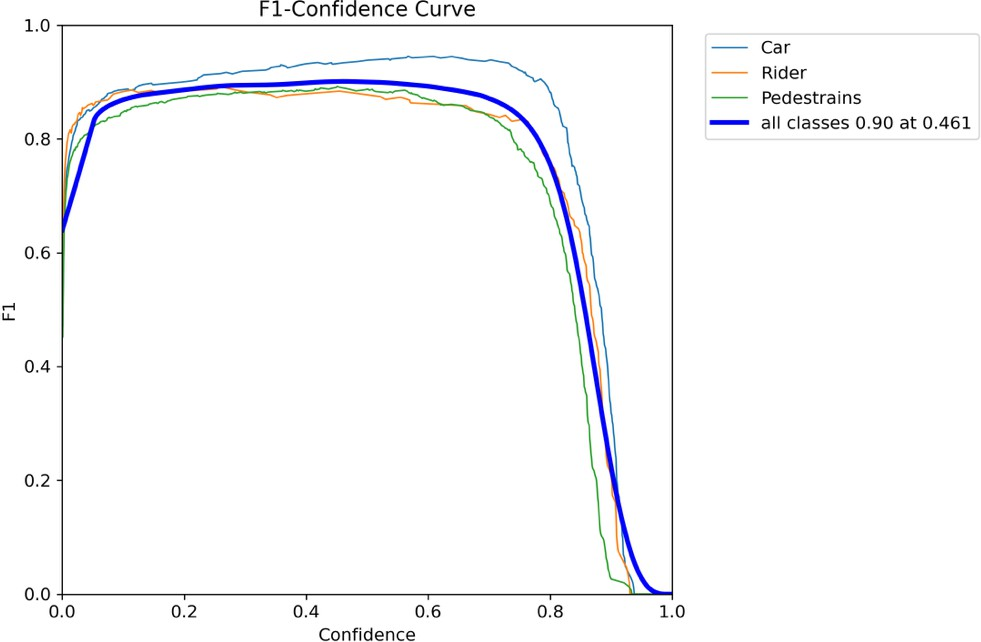 F1-Confidence Curve
1.0
0.8
0.6
0.4
0.2
0.0
F1
0.0 0.2 0.4 0.6 0.8 1.0
Confidence
Car
Rider
Pedestrains
all classes 0.90 at 0.461